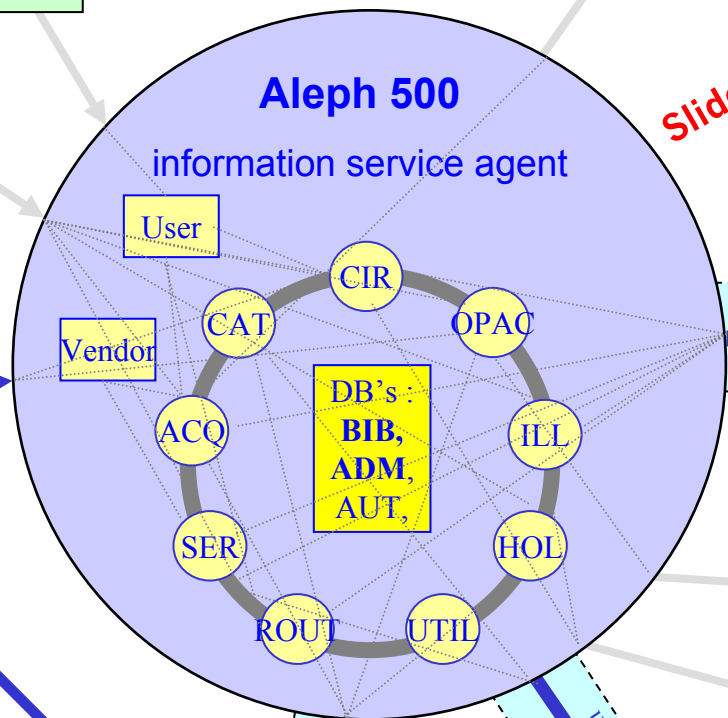 Aleph 500
information service agent
User
CIR
CAT
OPAC
Vendor
DB's :
BIB,
ADM,
AUT,
ACQ
ILL
SER
HOL
ROUT
UTIL